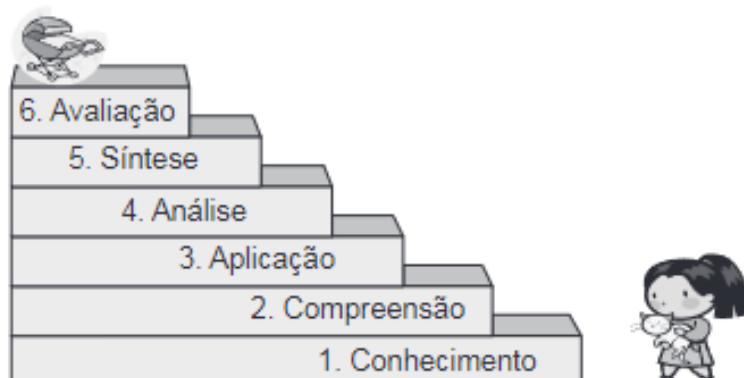 6. Avaliação
5. Síntese
4. Análise
3. Aplicação
2. Compreensão
1. Conhecimento